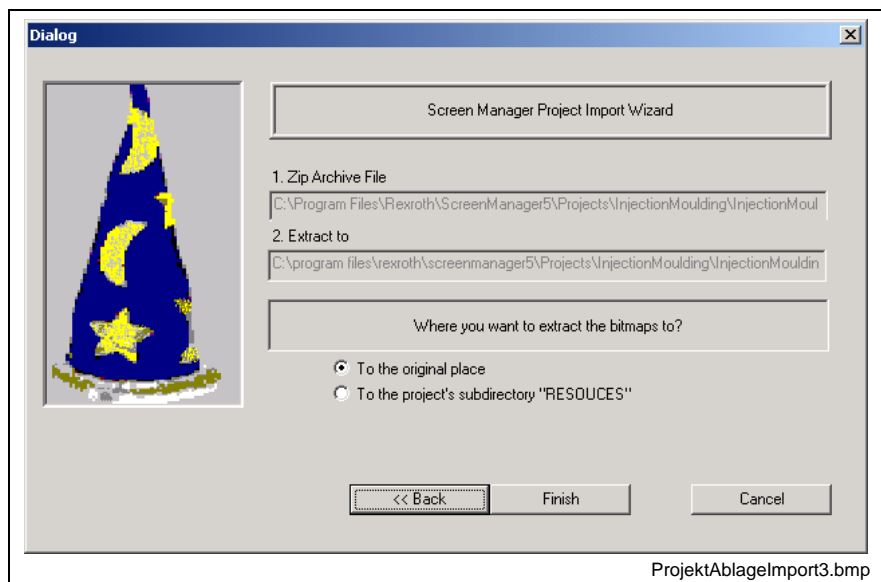 Dialog
Screen Manager Project Import Wizard
1. Zip Archive File
C:\Program Files\Rexroth\ScreenManager5\Projects\InjectionMoulding\InjectionMoul
2. Extract to
C:\program files\rexroth\screenmanager5\Projects\InjectionMoulding\InjectionMouldin
Where you want to extract the bitmaps to?
To the original place
To the project's subdirectory "RESOUCES"
<< Back Finish Cancel
ProjektAblageImport3.bmp